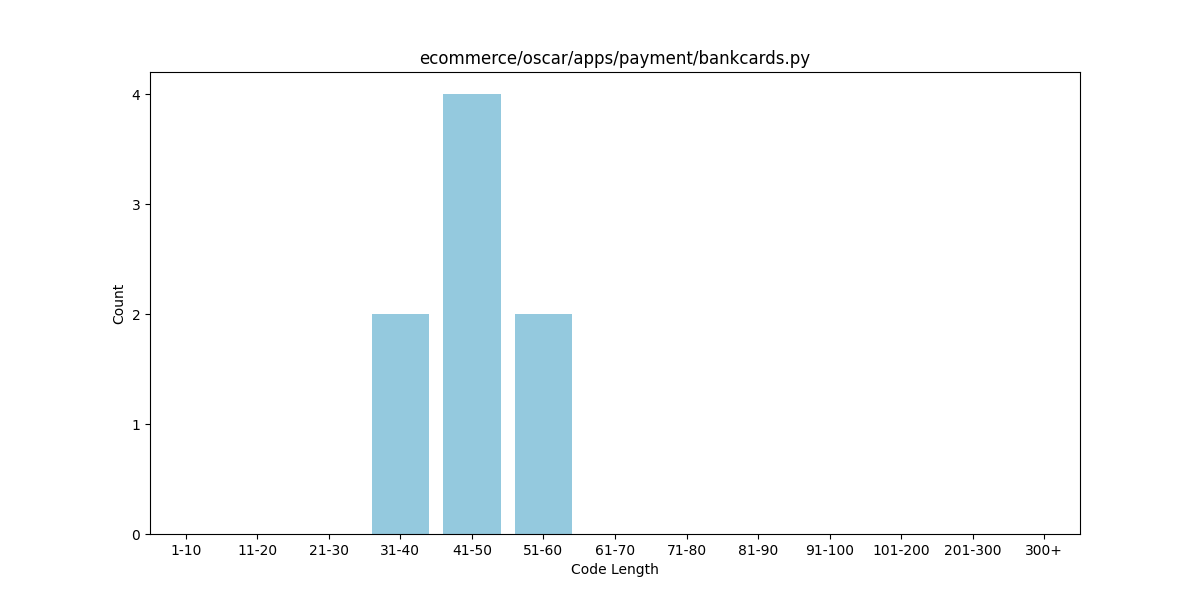 ecommerce/oscar/apps/payment/bankcards.py
4
3
2
1
0
Count
1-10 11-20 21-30 31-40 41-50 51-60 61-70 71-80 81-90 91-100 101-200 201-300 300+
Code Length